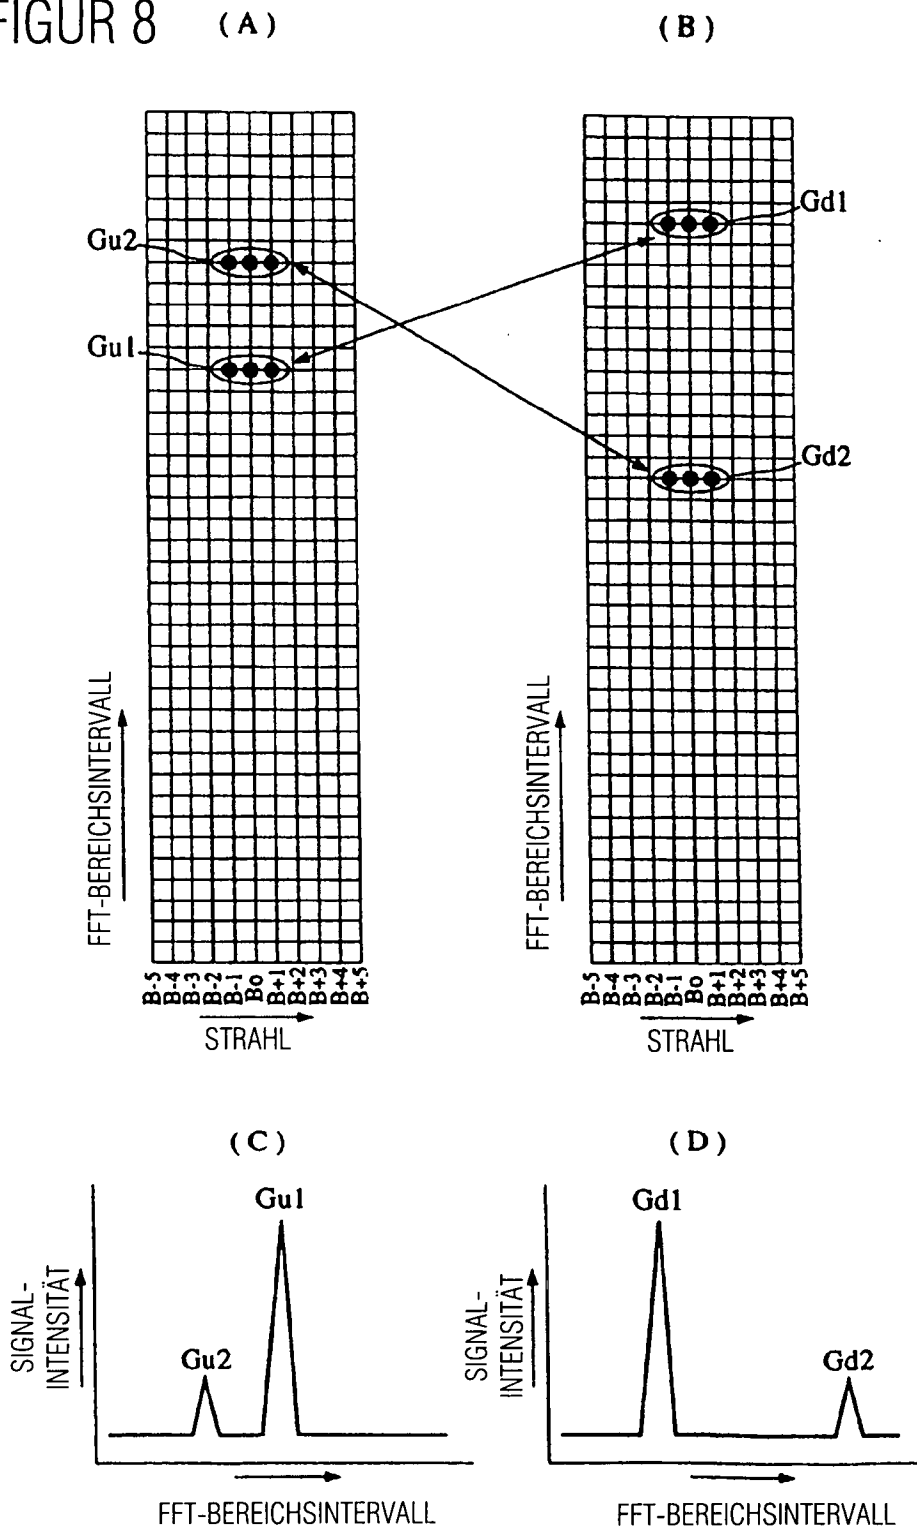 FIGUR 8
(A)
(B)
Gu2
Gu1
Gd1
Gd2
FFT-BEREICHSINTERVALL
FFT-BEREICHSINTERVALL
B-5
B-4
B-3
B-2
B-1
Bo
B+1
B+2
B+3
B+4
B+5
STRAHL
B-5
B-4
B-3
B-2
B-1
Bo
B+1
B+2
B+3
B+4
B+5
STRAHL
(C)
SIGNAL-
INTENSITÄT
Gu2
Gu1
FFT-BEREICHSINTERVALL
(D)
SIGNAL-
INTENSITÄT
Gd1
Gd2
FFT-BEREICHSINTERVALL